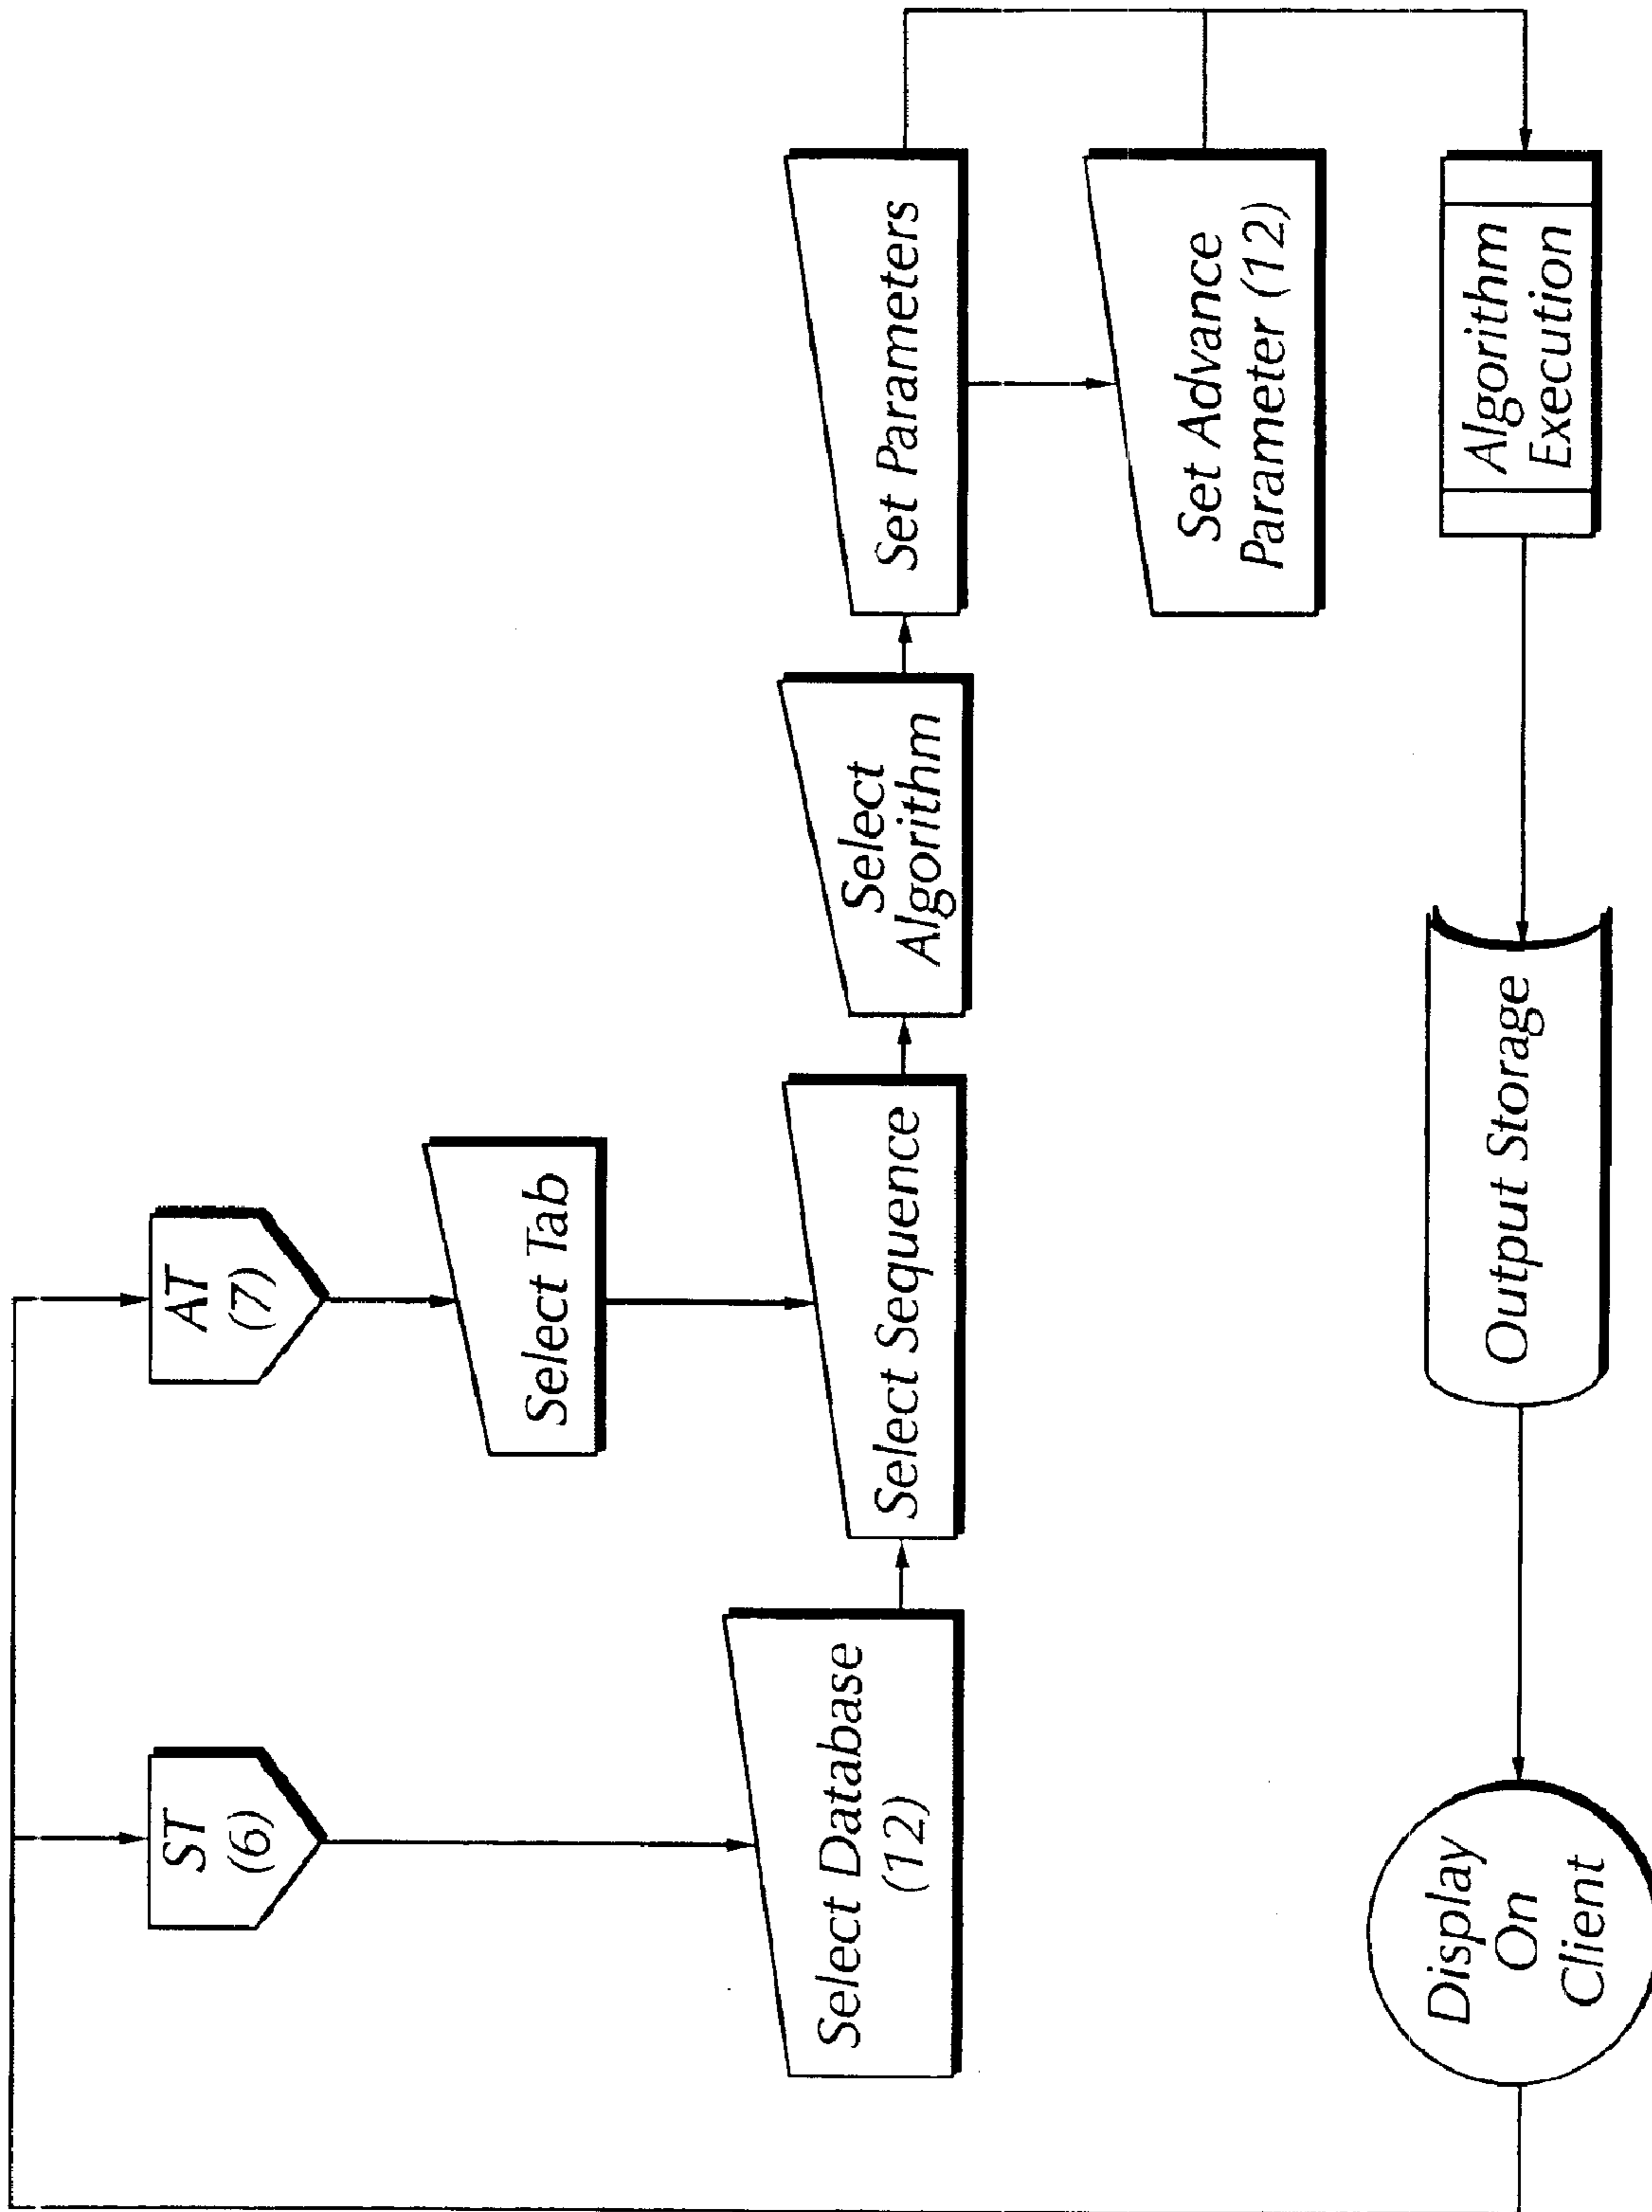 ST
(6)
AT
(7)
Select Tab
Select Database
(12)
Select Sequence
Select
Algorithm
Set Parameters
Set Advance
Parameter (12)
Display
On
Client
Output Storage
Algorithm
Execution